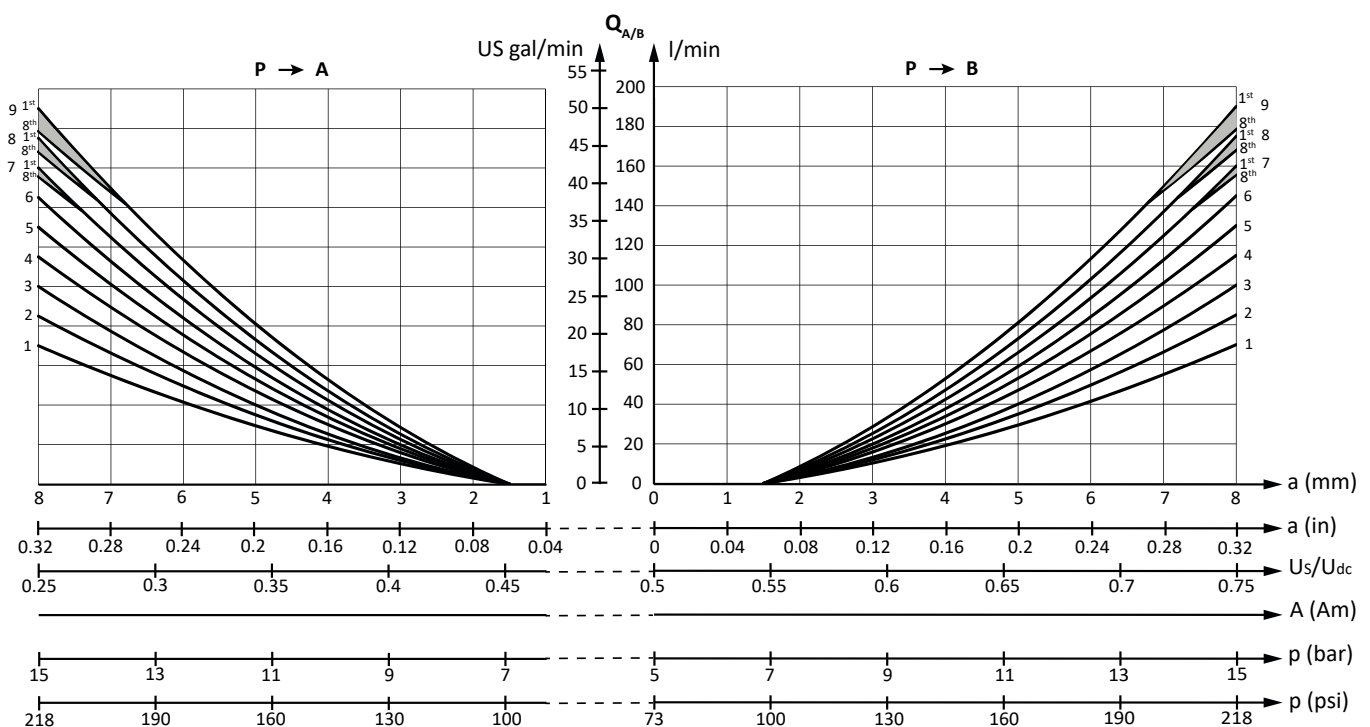 Q A/B
US gal/min
l/min
P → A
P → B
55
50
45
40
35
30
25
20
15
10
5
0
200
180
160
140
120
100
80
60
40
20
0
9 1st
8th
8 1st
8th
7 1st
8th
6
5
4
3
2
1
1st 9
8th
1st 8
8th
1st 7
8th
6
5
4
3
2
1
8 7 6 5 4 3 2 1 0 1 2 3 4 5 6 7 8 a (mm)
0.32 0.28 0.24 0.2 0.16 0.12 0.08 0.04 0 0.04 0.08 0.12 0.16 0.2 0.24 0.28 0.32 a (in)
0.25 0.3 0.35 0.4 0.45 0.5 0.55 0.6 0.65 0.7 0.75 Us/Udc
A (Am)
15 13 11 9 7 5 7 9 11 13 15 p (bar)
218 190 160 130 100 73 100 130 160 190 218 p (psi)